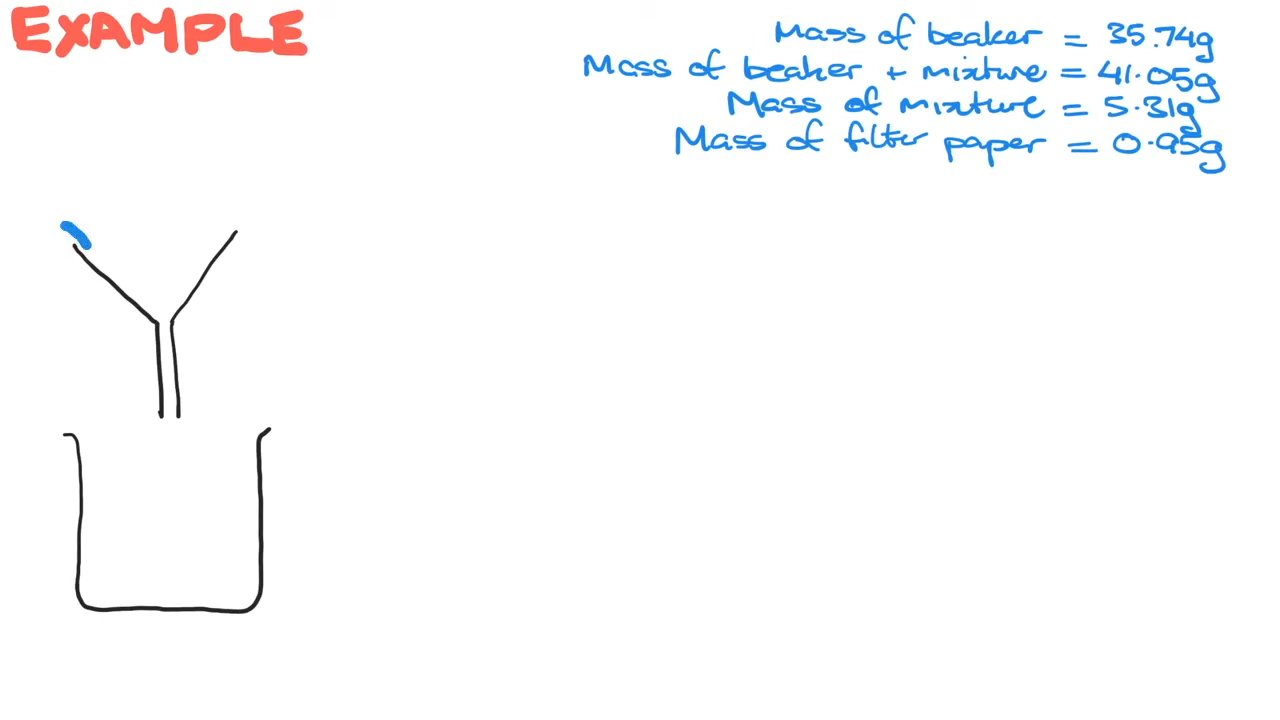 EXAMPLE
Mass of beaker = 35.74g
Mass of beaker + mixture = 41.05g
Mass of mixture = 5.31g
Mass of filter paper = 0.95g